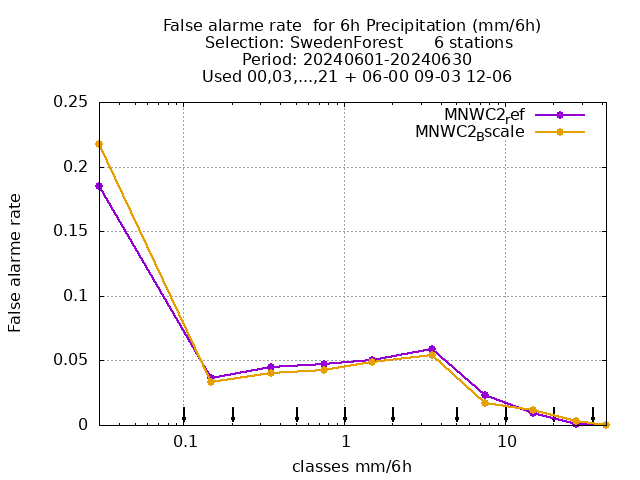 False alarme rate  for 6h Precipitation (mm/6h)
Selection: SwedenForest      6 stations
Period: 20240601-20240630
Used 00,03,...,21 + 06-00 09-03 12-06
MNWC2ref
MNWC2Bscale
0.25
0.2
0.15
0.1
0.05
0
False alarme rate
0.1 1 10
classes mm/6h